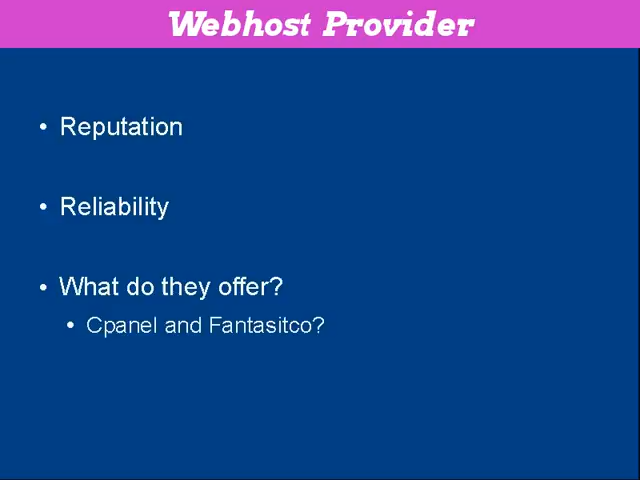 Webhost Provider
• Reputation
• Reliability
• What do they offer?
• Cpanel and Fantasitco?